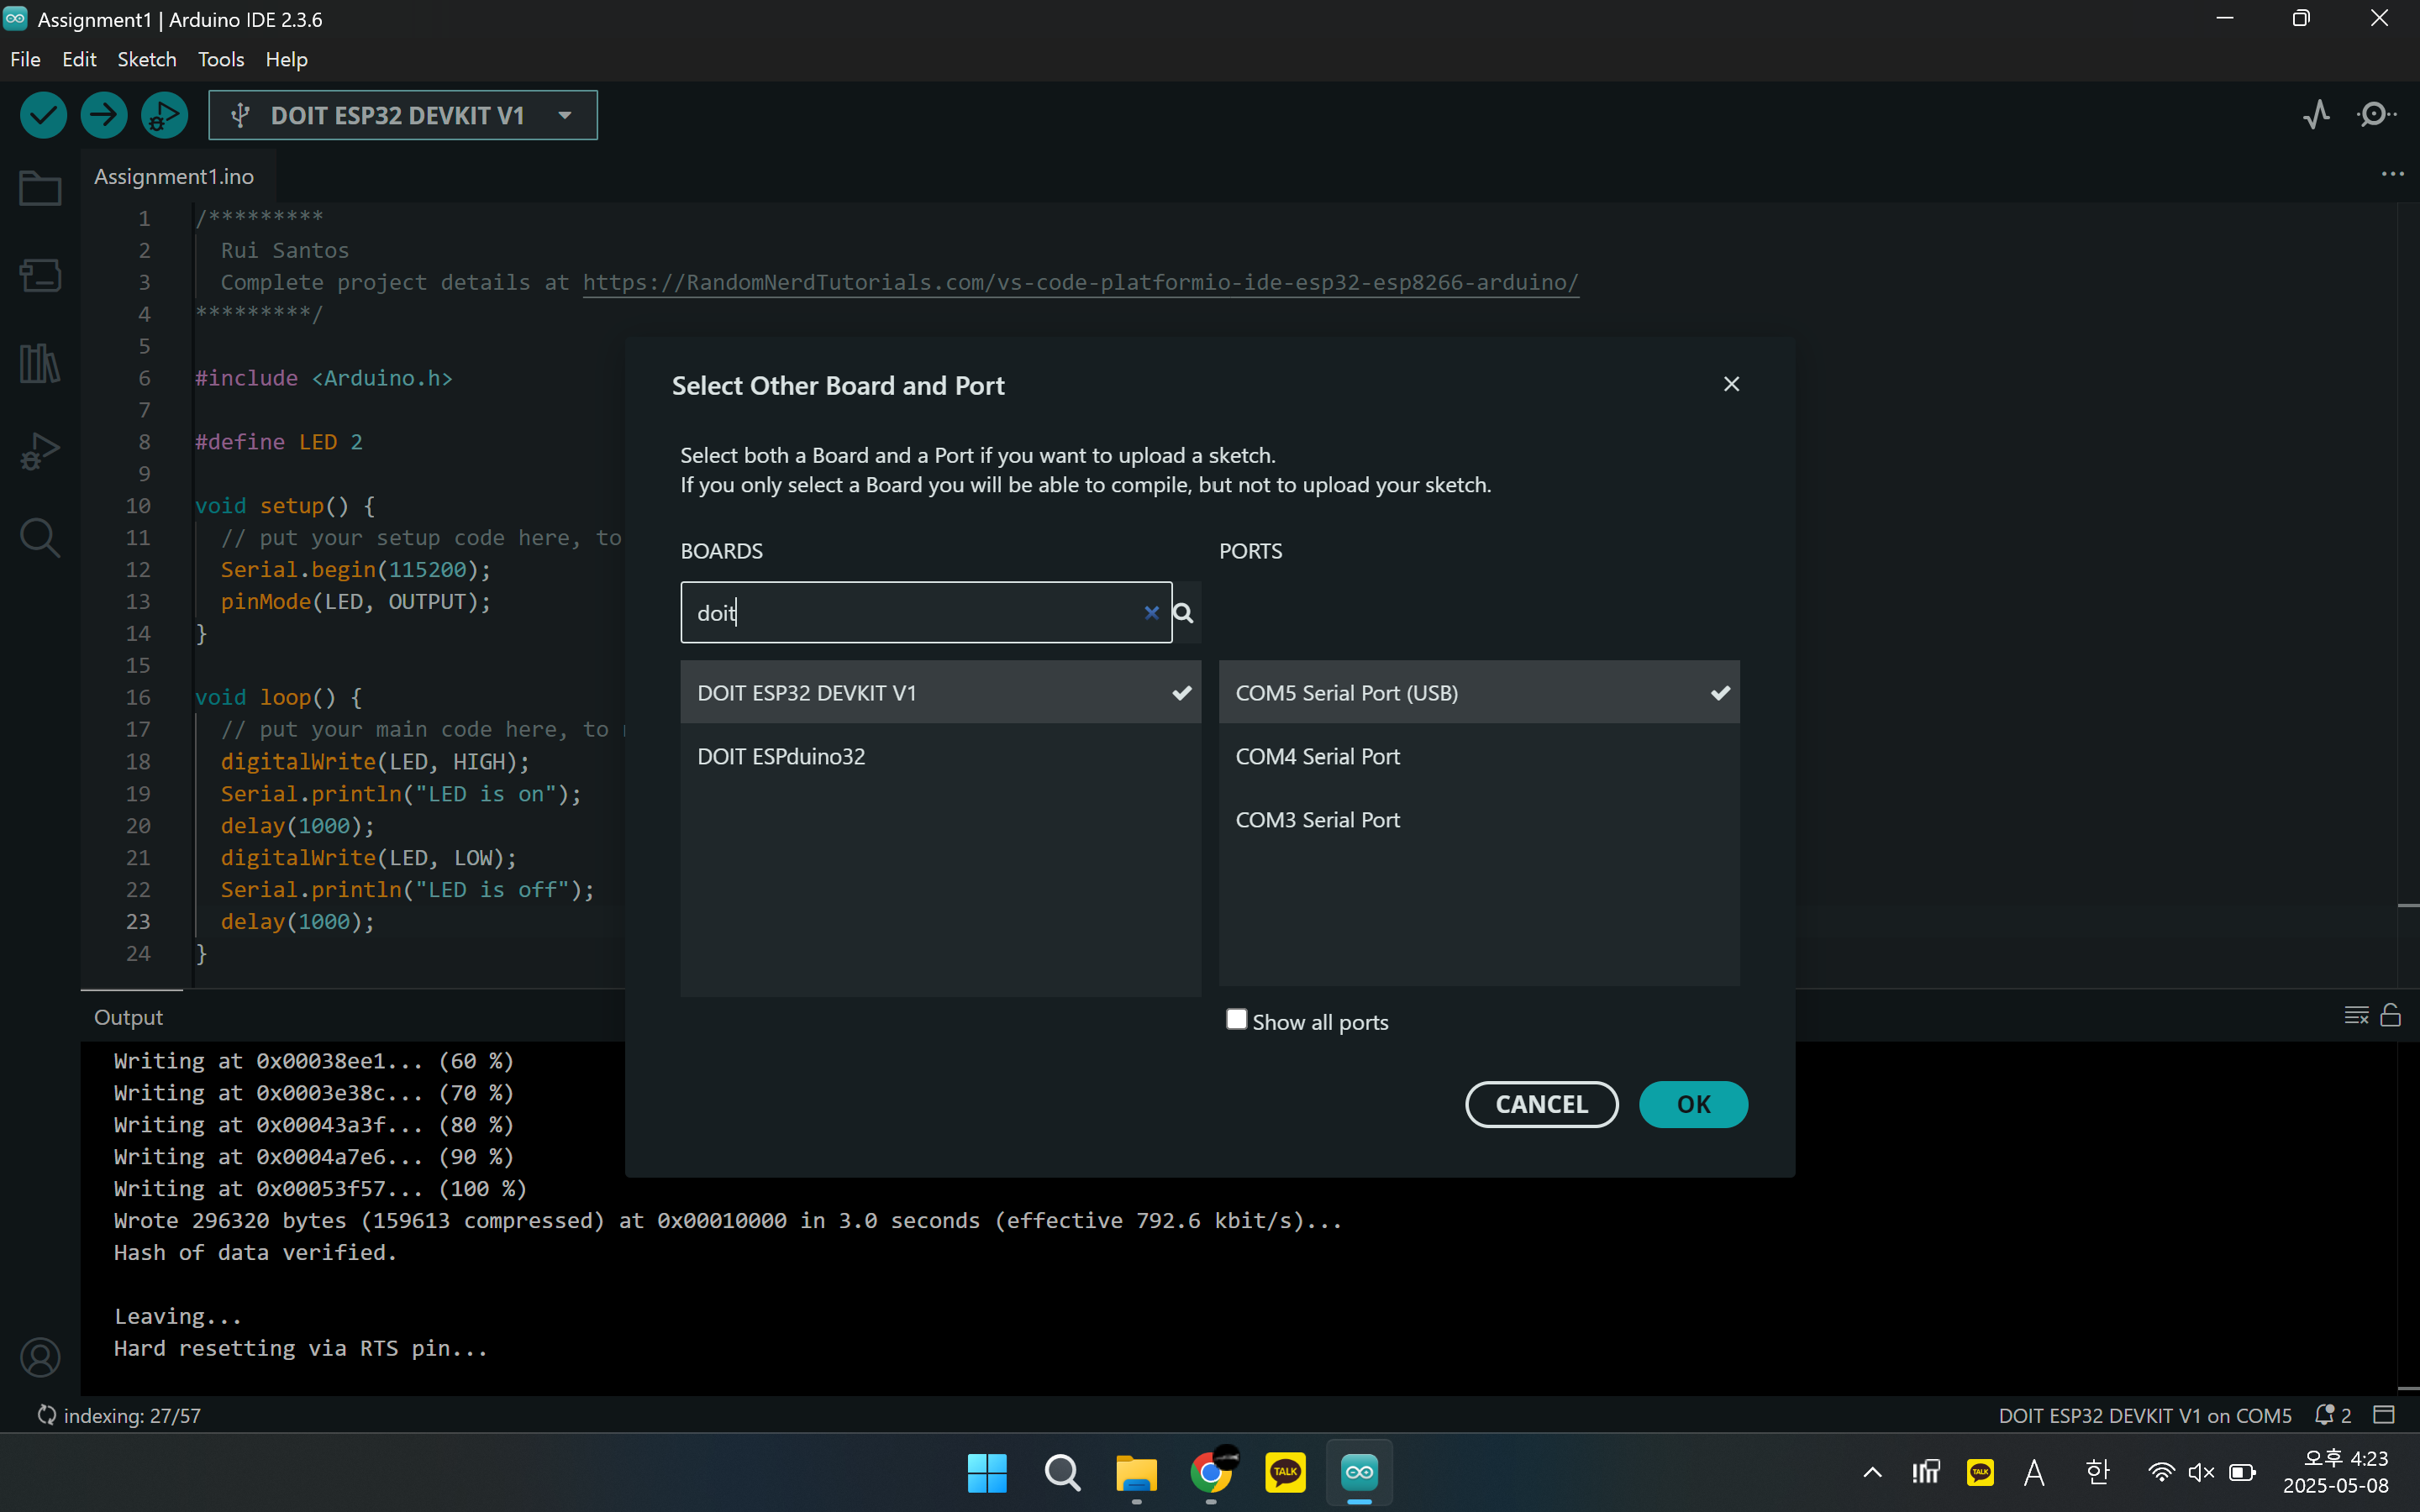 Assignment1 | Arduino IDE 2.3.6
File Edit Sketch Tools Help
DOIT ESP32 DEVKIT V1
Assignment1.ino
1 /*********
2 Rui Santos
3 Complete project details at https://RandomNerdTutorials.com/vs-code-platformio-ide-esp32-esp8266-arduino/
4 *********/
5
6 #include <Arduino.h>
7
8 #define LED 2
9
10 void setup() {
11 // put your setup code here, to
12 Serial.begin(115200);
13 pinMode(LED, OUTPUT);
14 }
15
16 void loop() {
17 // put your main code here, to
18 digitalWrite(LED, HIGH);
19 Serial.println("LED is on");
20 delay(1000);
21 digitalWrite(LED, LOW);
22 Serial.println("LED is off");
23 delay(1000);
24 }
Select Other Board and Port
Select both a Board and a Port if you want to upload a sketch.
If you only select a Board you will be able to compile, but not to upload your sketch.
BOARDS PORTS
doit
DOIT ESP32 DEVKIT V1 COM5 Serial Port (USB)
DOIT ESPduino32 COM4 Serial Port
COM3 Serial Port
Show all ports
CANCEL OK
Output
Writing at 0x00038ee1... (60 %)
Writing at 0x0003e38c... (70 %)
Writing at 0x00043a3f... (80 %)
Writing at 0x0004a7e6... (90 %)
Writing at 0x00053f57... (100 %)
Wrote 296320 bytes (159613 compressed) at 0x00010000 in 3.0 seconds (effective 792.6 kbit/s)...
Hash of data verified.
Leaving...
Hard resetting via RTS pin...
indexing: 27/57 DOIT ESP32 DEVKIT V1 on COM5 2
TALK TALK A 한 오후 4:23
2025-05-08